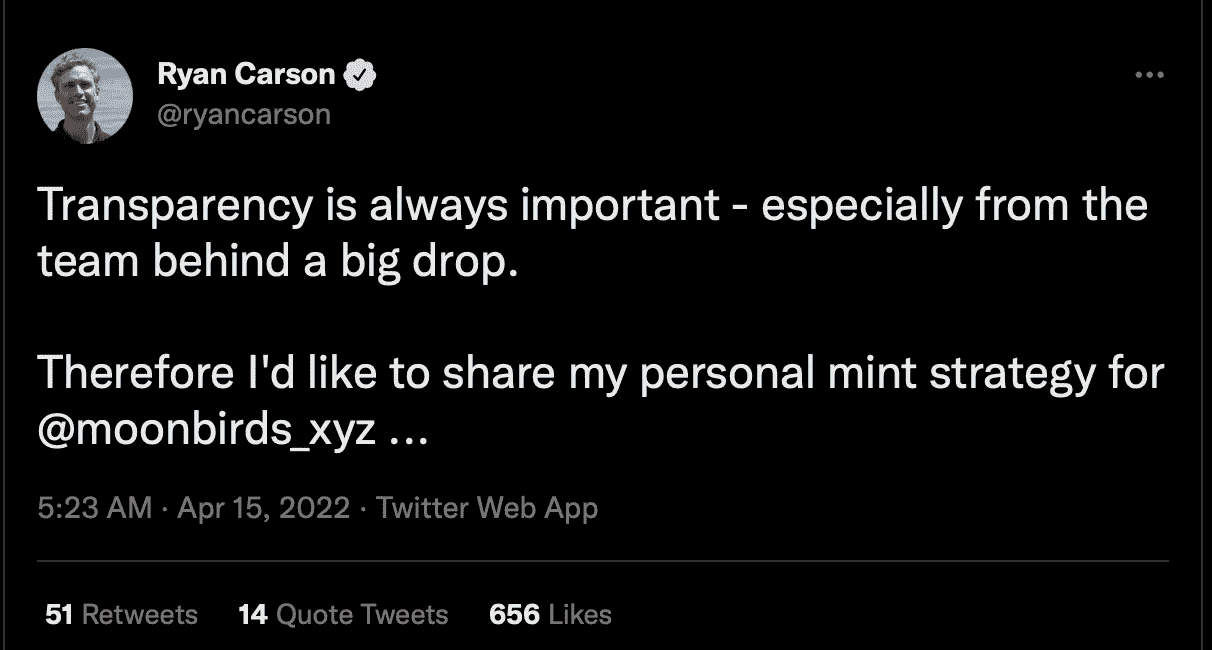 Ryan Carson
@ryancarson
Transparency is always important - especially from the
team behind a big drop.
Therefore I'd like to share my personal mint strategy for
@moonbirds_xyz ...
5:23 AM · Apr 15, 2022 · Twitter Web App
51 Retweets 14 Quote Tweets 656 Likes